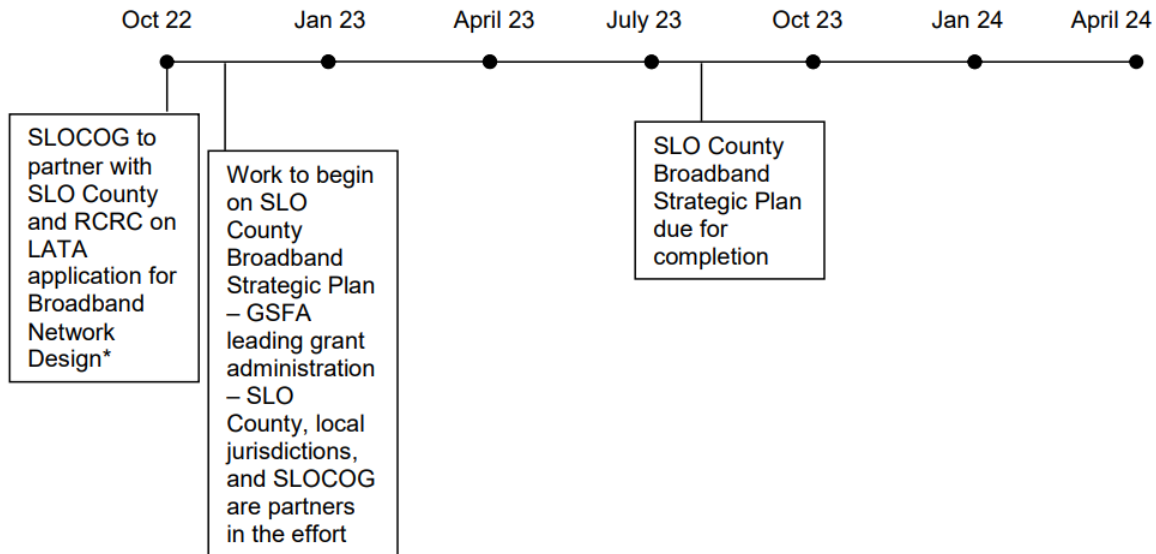 Oct 22 Jan 23 April 23 July 23 Oct 23 Jan 24 April 24
SLOCOG to
partner with
SLO County
and RCRC on
LATA
application for
Broadband
Network
Design*
Work to begin
on SLO
County
Broadband
Strategic Plan
– GSFA
leading grant
administration
– SLO
County, local
jurisdictions,
and SLOCOG
are partners
in the effort
SLO County
Broadband
Strategic Plan
due for
completion